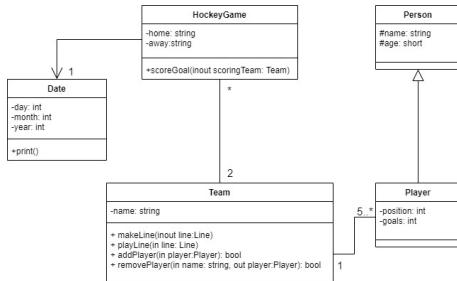 HockeyGame
-home: string
-away:string
+scoreGoal(inout scoringTeam: Team)
Person
#name: string
#age: short
1
Date
-day: int
-month: int
-year: int
+print()
*
2
Team
-name: string
+ makeLine(inout line:Line)
+ playLine(in line: Line)
+ addPlayer(in player:Player): bool
+ removePlayer(in name: string, out player:Player): bool
5..*
1
Player
-position: int
-goals: int